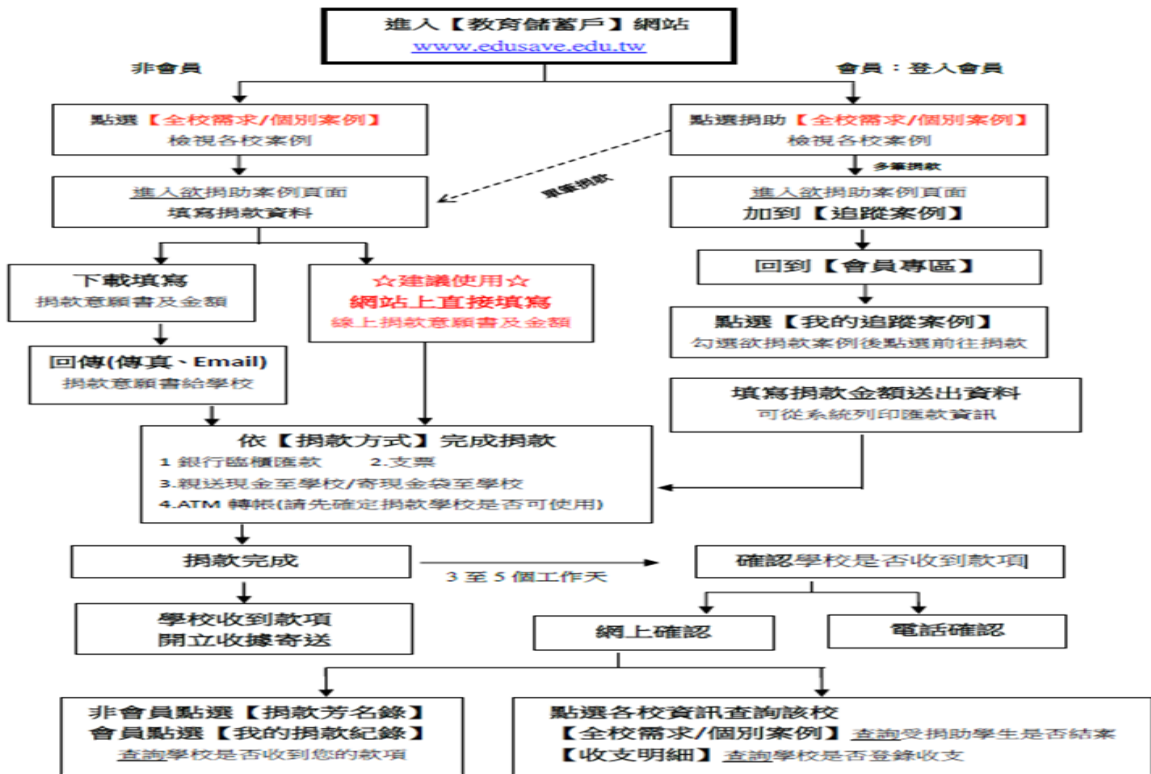 進入【教育儲蓄戶】網站
www.edusave.edu.tw
非會員
會員：登入會員
點選【全校需求/個別案例】
檢視各校案例
點選捐助【全校需求/個別案例】
檢視各校案例
單筆捐款
多筆捐款
進入欲捐助案例頁面
填寫捐款資料
進入欲捐助案例頁面
加到【追蹤案例】
下載填寫
捐款意願書及金額
☆建議使用☆
網站上直接填寫
線上捐款意願書及金額
回到【會員專區】
點選【我的追蹤案例】
勾選欲捐款案例後點選前往捐款
回傳(傳真、Email)
捐款意願書給學校
填寫捐款金額送出資料
可從系統列印匯款資訊
依【捐款方式】完成捐款
1 銀行臨櫃匯款 2.支票
3.親送現金至學校/寄現金袋至學校
4.ATM 轉帳(請先確定捐款學校是否可使用)
捐款完成
3 至 5 個工作天
確認學校是否收到款項
學校收到款項
開立收據寄送
網上確認
電話確認
非會員點選【捐款芳名錄】
會員點選【我的捐款紀錄】
查詢學校是否收到您的款項
點選各校資訊查詢該校
【全校需求/個別案例】查詢受捐助學生是否結案
【收支明細】查詢學校是否登錄收支